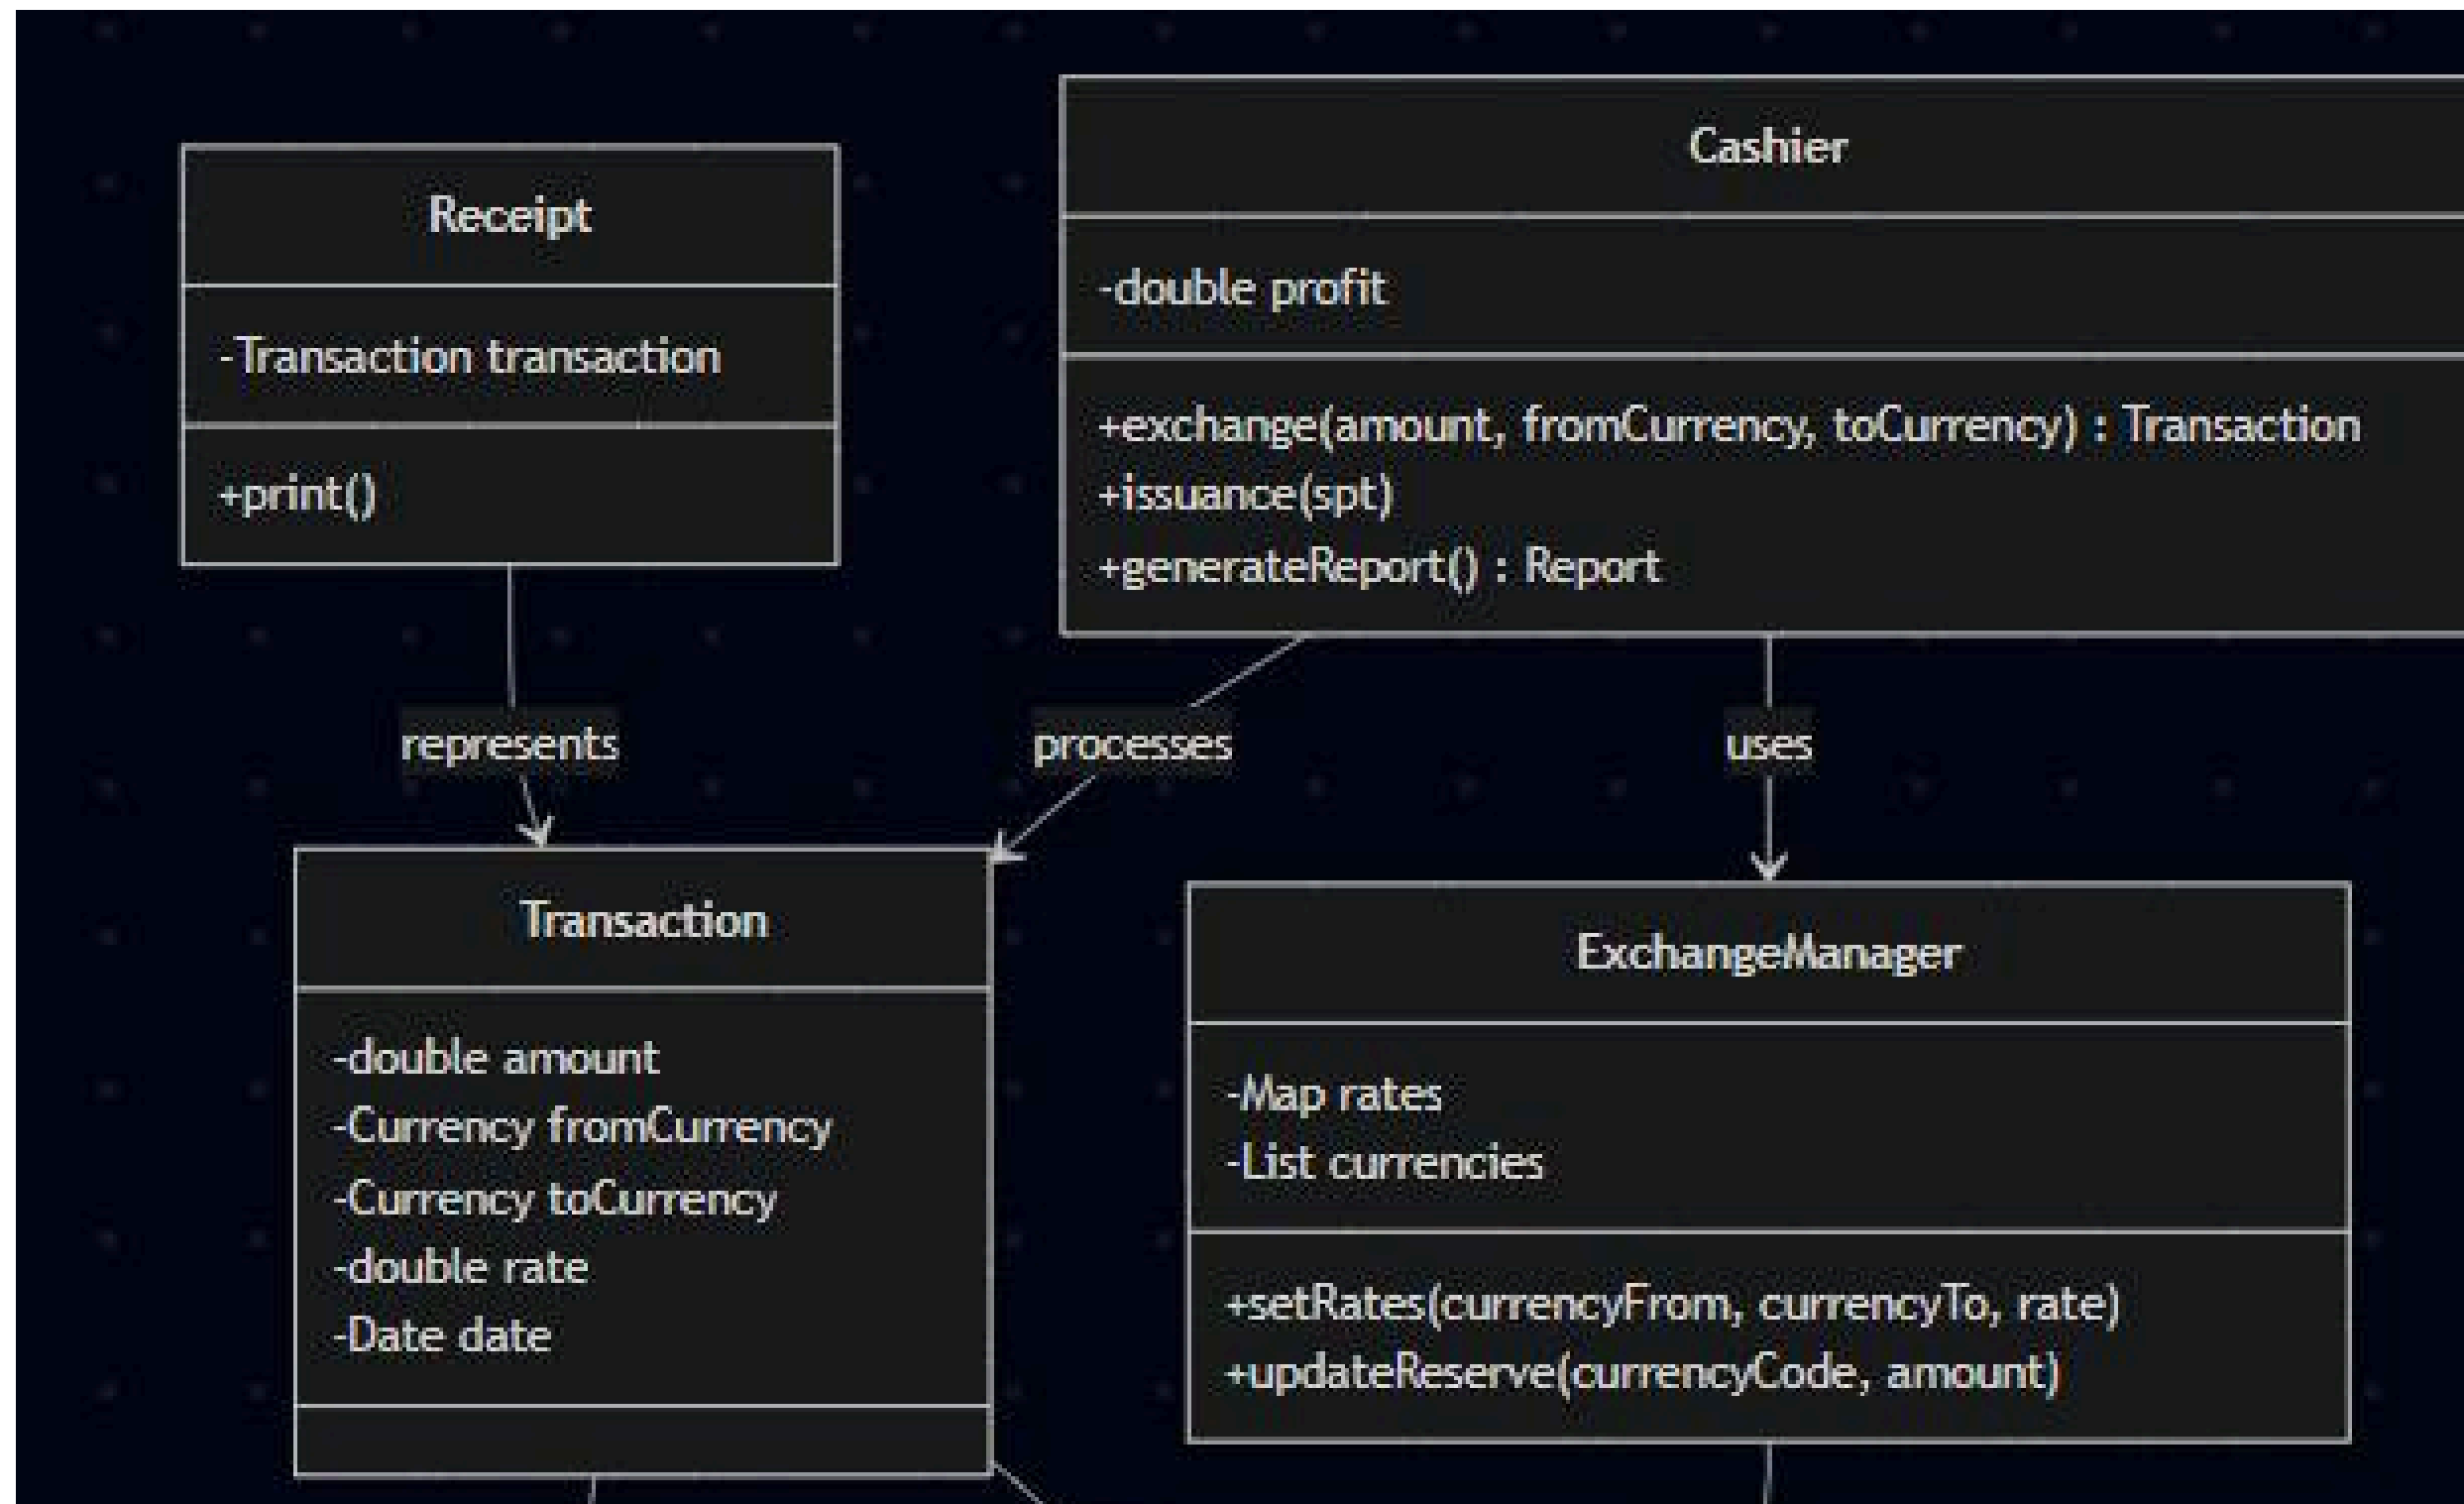 Receipt
-Transaction transaction
+print()
Cashier
-double profit
+exchange(amount, fromCurrency, toCurrency) : Transaction
+issuance(spt)
+generateReport() : Report
represents
processes
uses
Transaction
-double amount
-Currency fromCurrency
-Currency toCurrency
-double rate
-Date date
ExchangeManager
-Map rates
-List currencies
+setRates(currencyFrom, currencyTo, rate)
+updateReserve(currencyCode, amount)